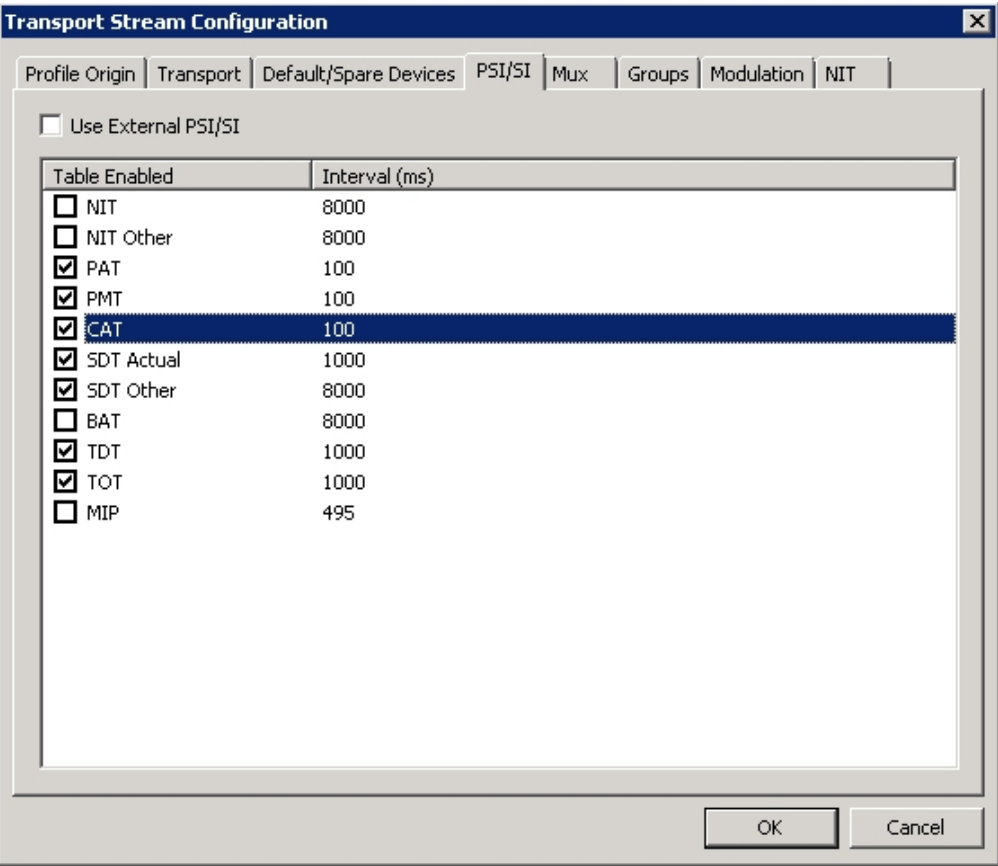 Transport Stream Configuration
Profile Origin Transport Default/Spare Devices PSI/SI Mux Groups Modulation NIT
Use External PSI/SI
Table Enabled Interval (ms)
NIT 8000
NIT Other 8000
PAT 100
PMT 100
CAT 100
SDT Actual 1000
SDT Other 8000
BAT 8000
TDT 1000
TOT 1000
MIP 495
OK Cancel